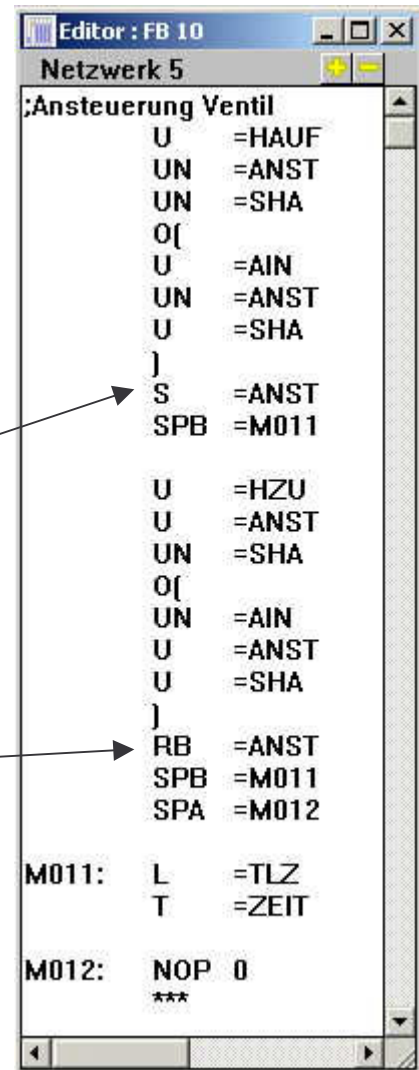 Editor : FB 10
Netzwerk 5
;Ansteuerung Ventil
U =HAUF
UN =ANST
UN =SHA
O(
U =AIN
UN =ANST
U =SHA
)
S =ANST
SPB =M011
U =HZU
U =ANST
UN =SHA
O(
UN =AIN
U =ANST
U =SHA
)
RB =ANST
SPB =M011
SPA =M012
M011: L =TLZ
T =ZEIT
M012: NOP 0
***